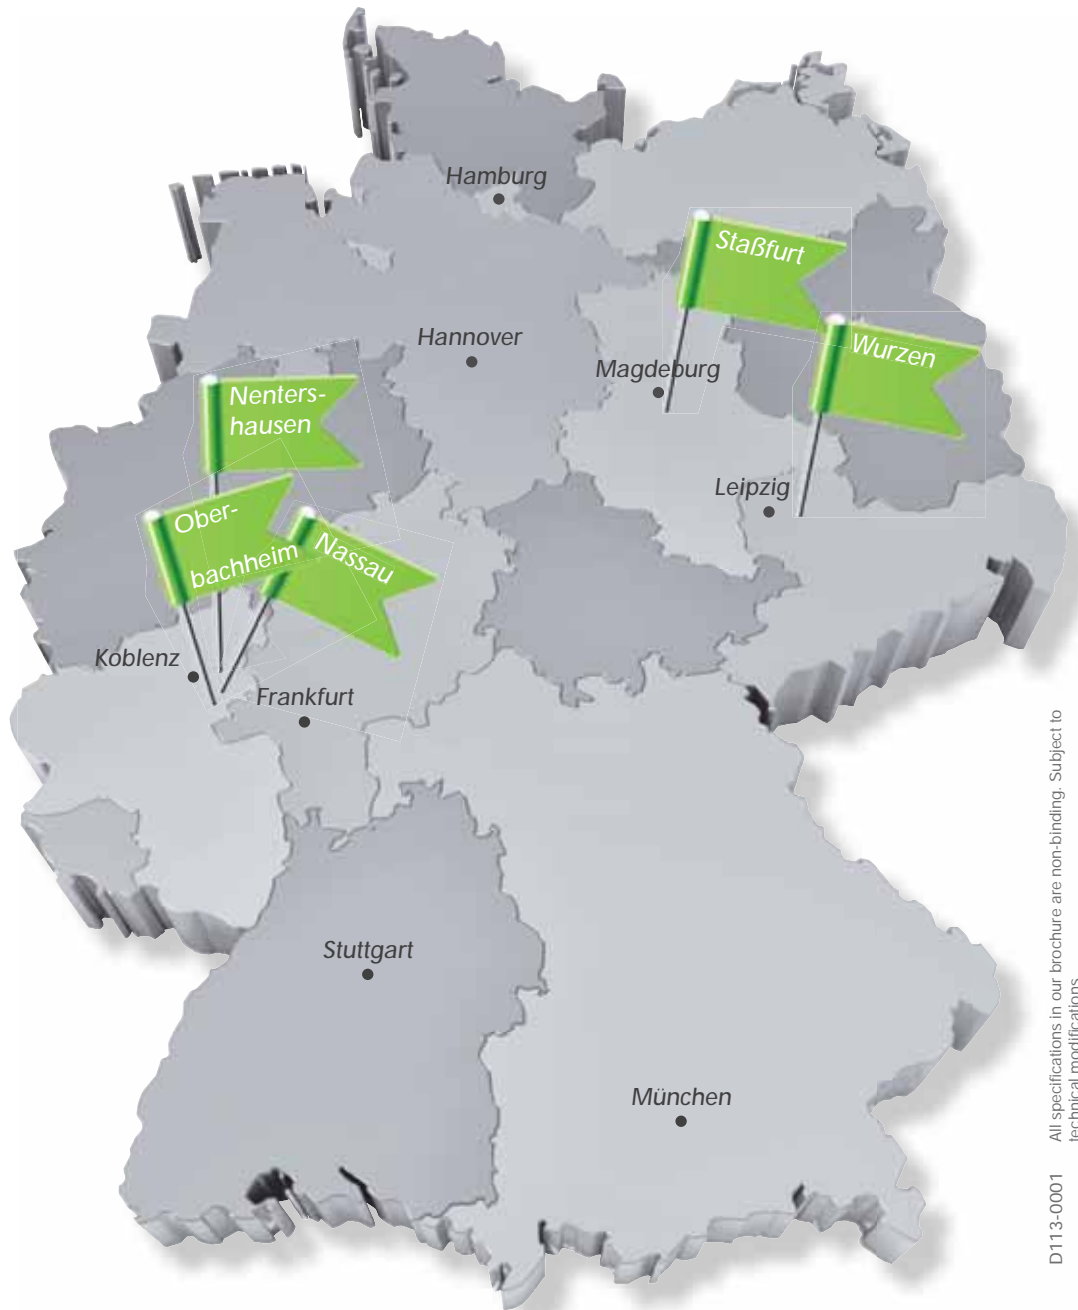 Hamburg
Staßfurt
Hannover
Wurzen
Magdeburg
Nenters-
hausen
Leipzig
Ober-
bachheim
Nassau
Koblenz
Frankfurt
Stuttgart
München
D113-0001 All specifications in our brochure are non-binding. Subject to
technical modifications